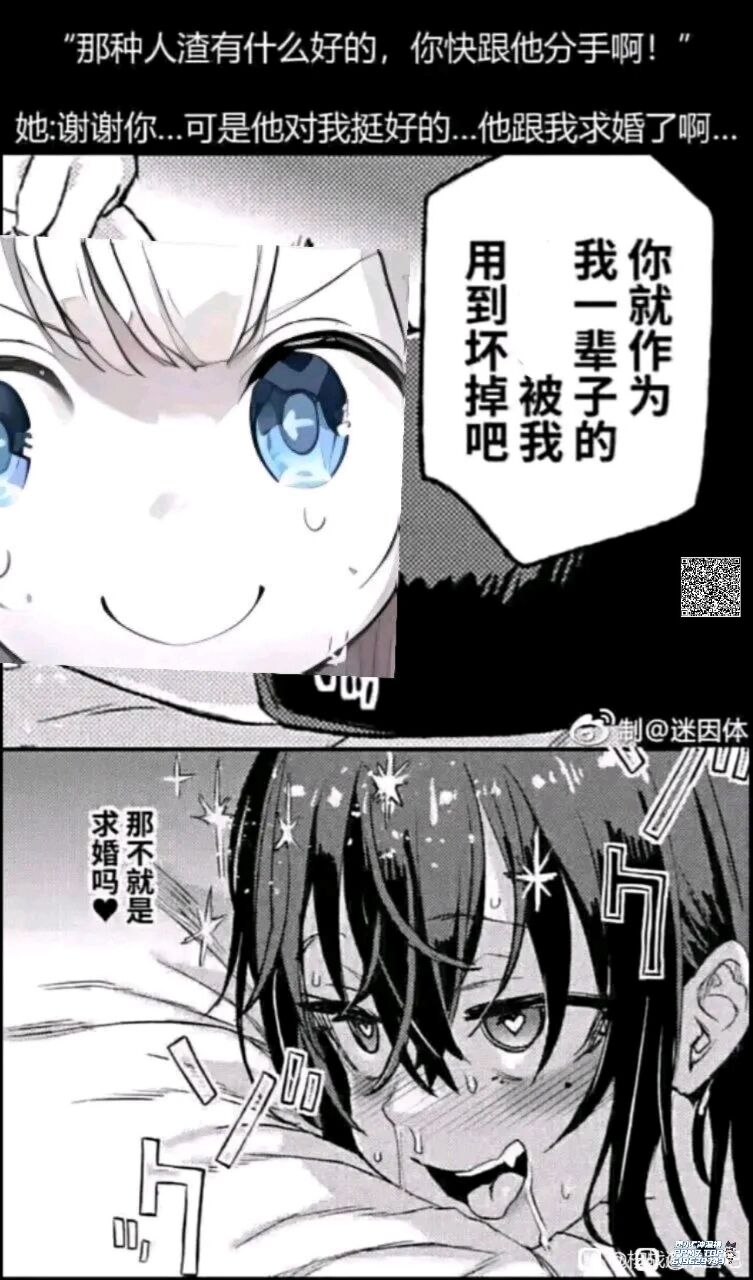 “那种人渣有什么好的，你快跟他分手啊！”
她:谢谢你...可是他对我挺好的...他跟我求婚了啊...
你就作为
我一辈子的
被我
用到坏掉吧
制@迷因体
那不就是
求婚吗♥